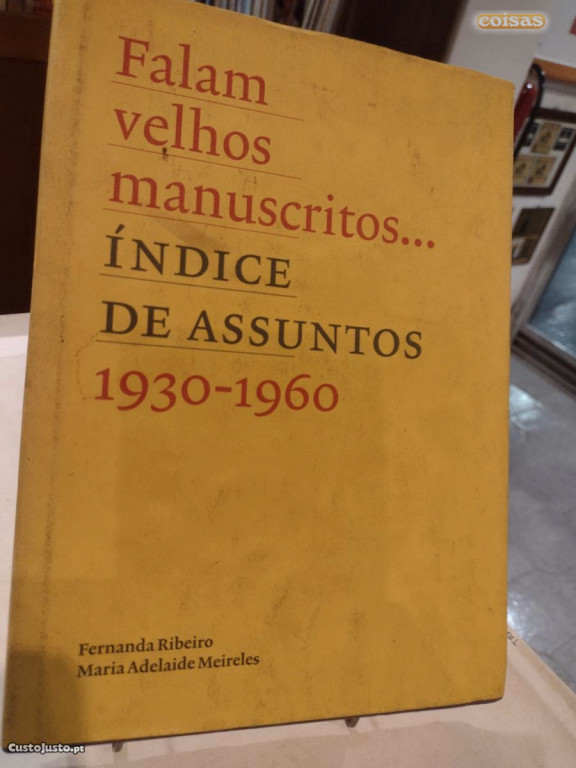 coisas
Falam
velhos
manuscritos...
ÍNDICE
DE ASSUNTOS
1930-1960
Fernanda Ribeiro
Maria Adelaide Meireles
CustoJusto.pt